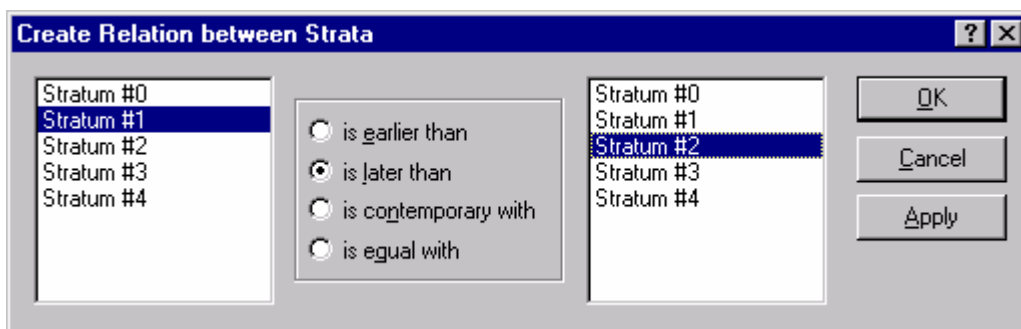 Create Relation between Strata
Stratum #0
Stratum #1
Stratum #2
Stratum #3
Stratum #4
is earlier than
is later than
is contemporary with
is equal with
Stratum #0
Stratum #1
Stratum #2
Stratum #3
Stratum #4
OK
Cancel
Apply